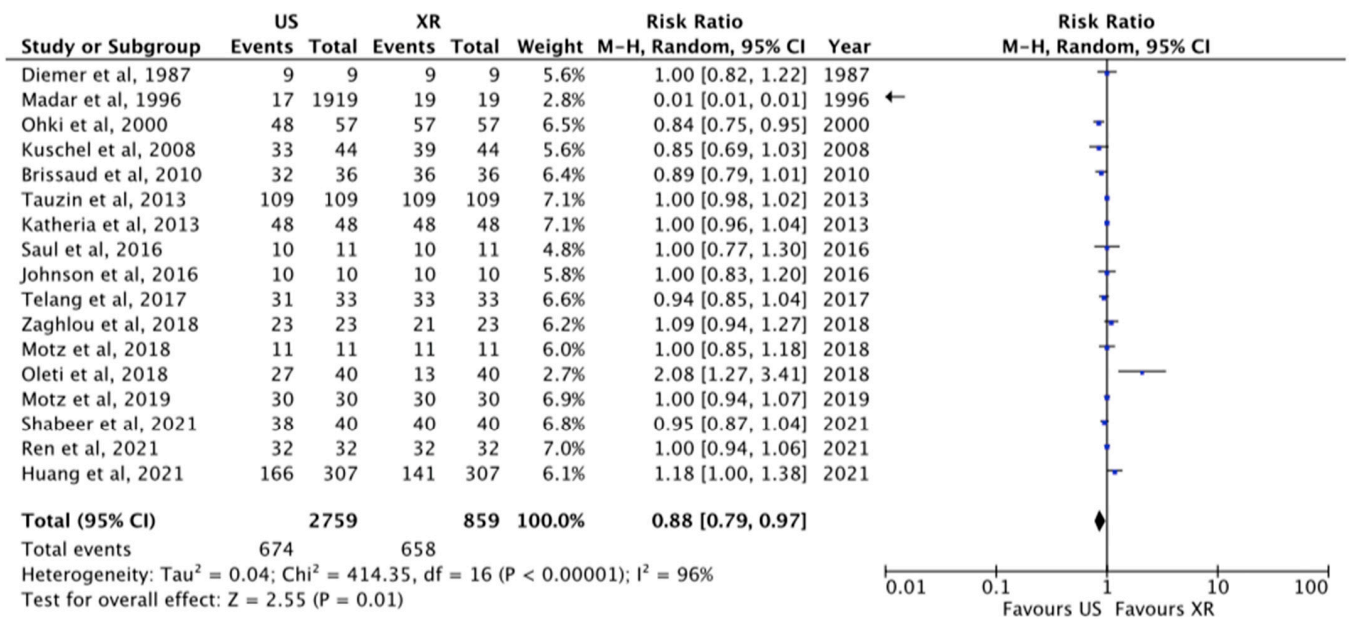 US XR Risk Ratio Risk Ratio
Study or Subgroup Events Total Events Total Weight M-H, Random, 95% CI Year M-H, Random, 95% CI
Diemer et al, 1987 9 9 9 9 5.6% 1.00 [0.82, 1.22] 1987
Madar et al, 1996 17 1919 19 19 2.8% 0.01 [0.01, 0.01] 1996
Ohki et al, 2000 48 57 57 57 6.5% 0.84 [0.75, 0.95] 2000
Kuschel et al, 2008 33 44 39 44 5.6% 0.85 [0.69, 1.03] 2008
Brissaud et al, 2010 32 36 36 36 6.4% 0.89 [0.79, 1.01] 2010
Tauzin et al, 2013 109 109 109 109 7.1% 1.00 [0.98, 1.02] 2013
Katheria et al, 2013 48 48 48 48 7.1% 1.00 [0.96, 1.04] 2013
Saul et al, 2016 10 11 10 11 4.8% 1.00 [0.77, 1.30] 2016
Johnson et al, 2016 10 10 10 10 5.8% 1.00 [0.83, 1.20] 2016
Telang et al, 2017 31 33 33 33 6.6% 0.94 [0.85, 1.04] 2017
Zaghlou et al, 2018 23 23 21 23 6.2% 1.09 [0.94, 1.27] 2018
Motz et al, 2018 11 11 11 11 6.0% 1.00 [0.85, 1.18] 2018
Oleti et al, 2018 27 40 13 40 2.7% 2.08 [1.27, 3.41] 2018
Motz et al, 2019 30 30 30 30 6.9% 1.00 [0.94, 1.07] 2019
Shabeer et al, 2021 38 40 40 40 6.8% 0.95 [0.87, 1.04] 2021
Ren et al, 2021 32 32 32 32 7.0% 1.00 [0.94, 1.06] 2021
Huang et al, 2021 166 307 141 307 6.1% 1.18 [1.00, 1.38] 2021
Total (95% CI) 2759 859 100.0% 0.88 [0.79, 0.97]
Total events 674 658
Heterogeneity: Tau² = 0.04; Chi² = 414.35, df = 16 (P < 0.00001); I² = 96%
Test for overall effect: Z = 2.55 (P = 0.01)
0.01 0.1 1 10 100
Favours US Favours XR